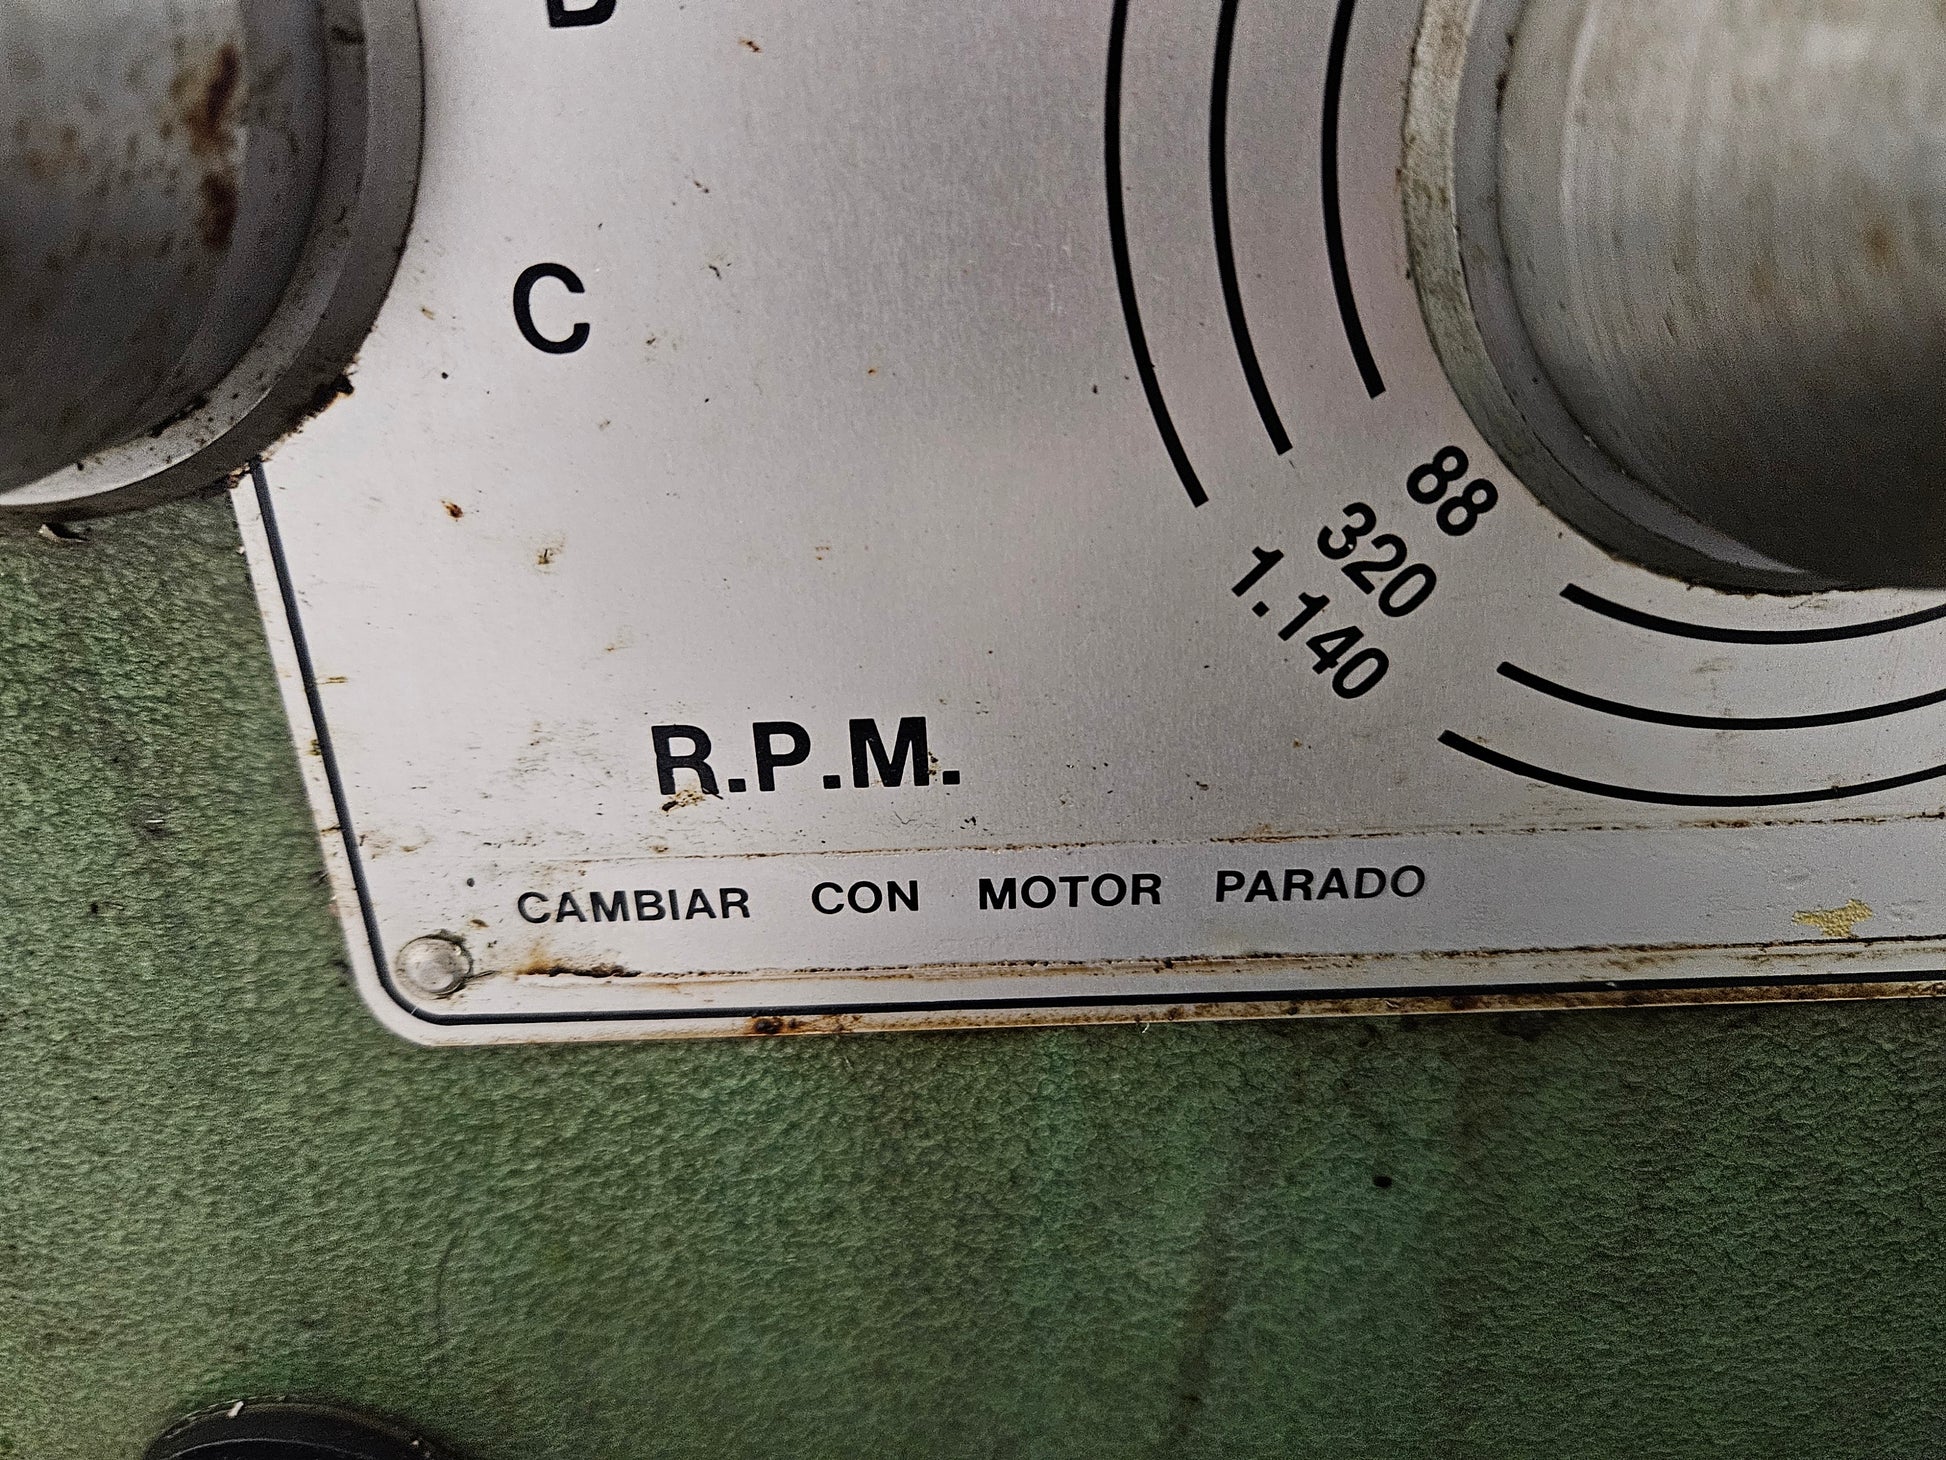 C
88
320
1.140
R.P.M.
CAMBIAR CON MOTOR PARADO